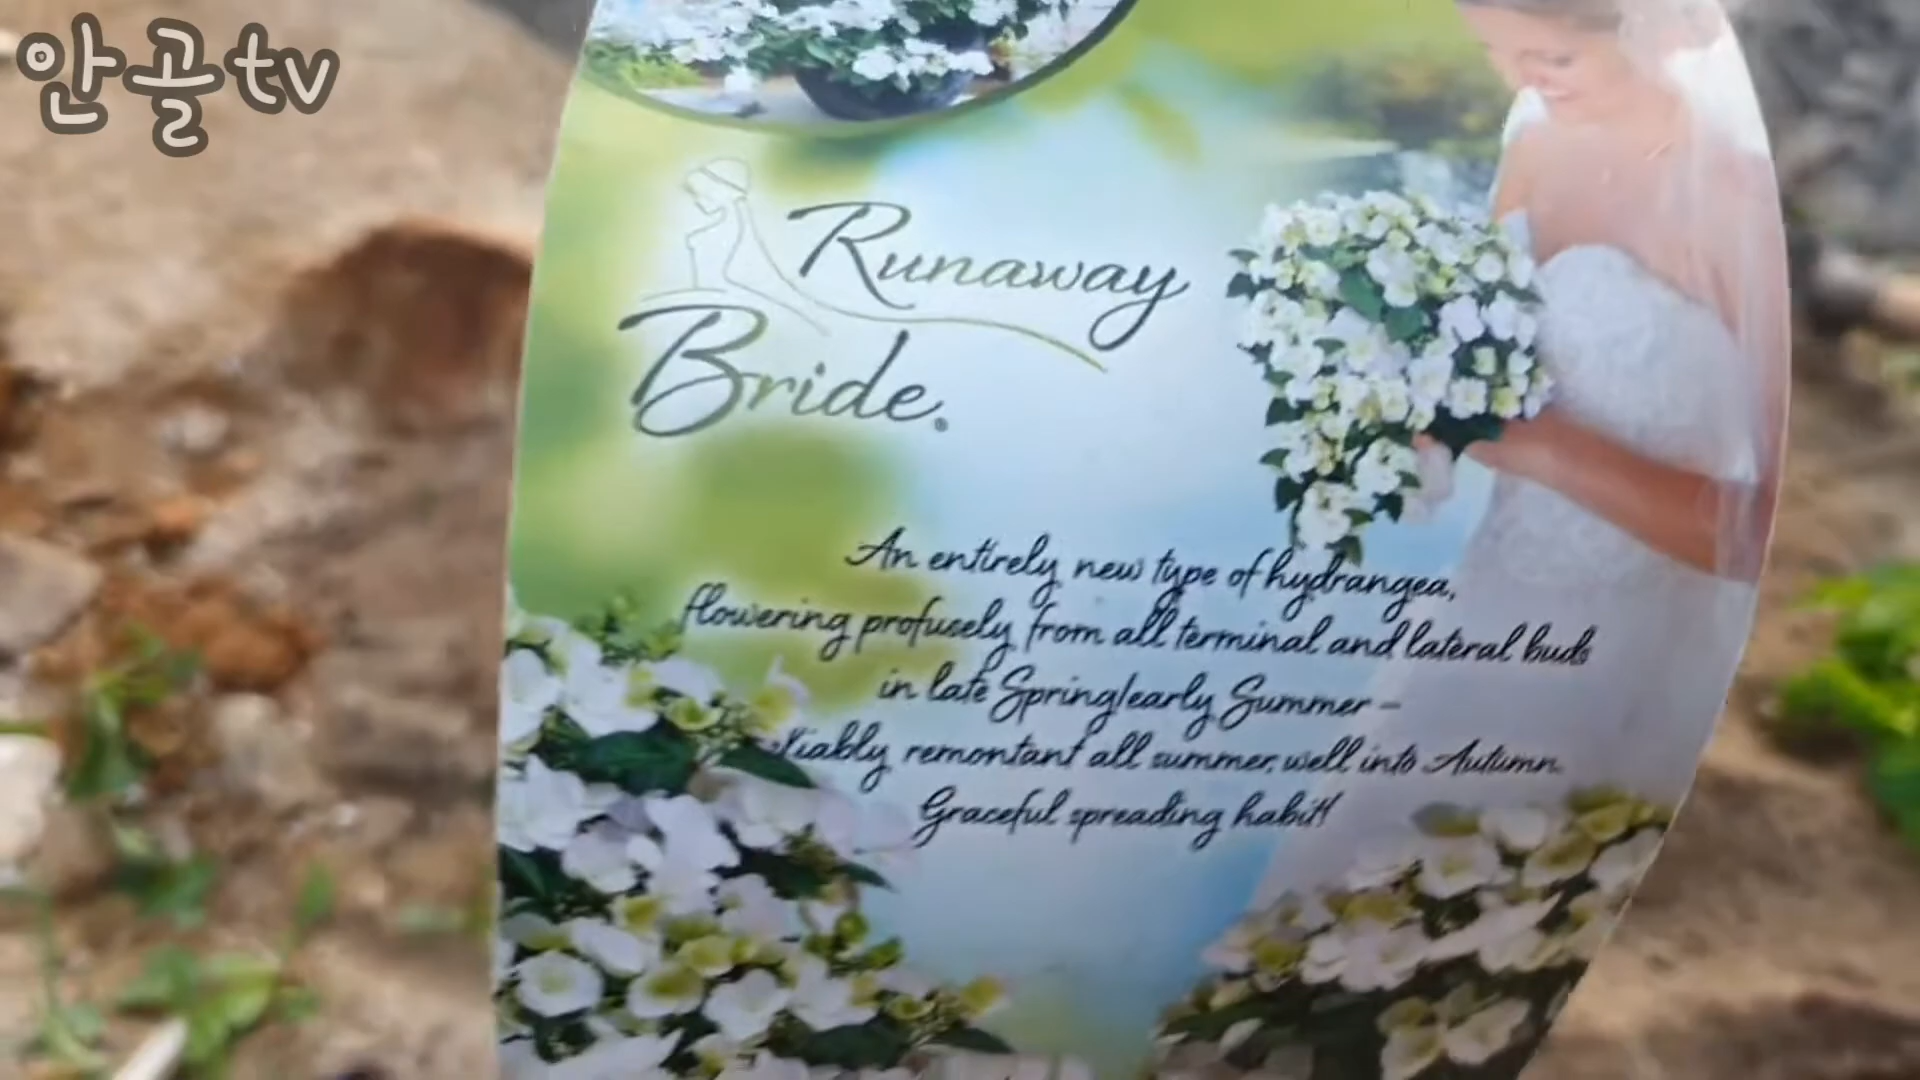 안골tv
Runaway
Bride®
An entirely new type of hydrangea,
flowering profusely from all terminal and lateral buds
in late Spring/early Summer –
remontant all summer, well into Autumn.
Graceful spreading habit!